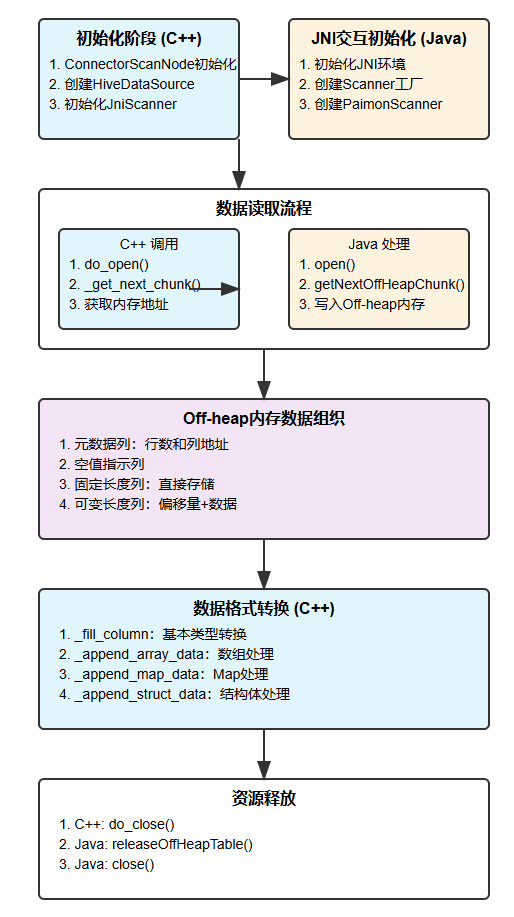 初始化阶段 (C++)
1. ConnectorScanNode初始化
2. 创建HiveDataSource
3. 初始化JniScanner
JNI交互初始化 (Java)
1. 初始化JNI环境
2. 创建Scanner工厂
3. 创建PaimonScanner
数据读取流程
C++ 调用
1. do_open()
2. _get_next_chunk()
3. 获取内存地址
Java 处理
1. open()
2. getNextOffHeapChunk()
3. 写入Off-heap内存
Off-heap内存数据组织
1. 元数据列：行数和列地址
2. 空值指示列
3. 固定长度列：直接存储
4. 可变长度列：偏移量+数据
数据格式转换 (C++)
1. _fill_column：基本类型转换
2. _append_array_data：数组处理
3. _append_map_data：Map处理
4. _append_struct_data：结构体处理
资源释放
1. C++: do_close()
2. Java: releaseOffHeapTable()
3. Java: close()